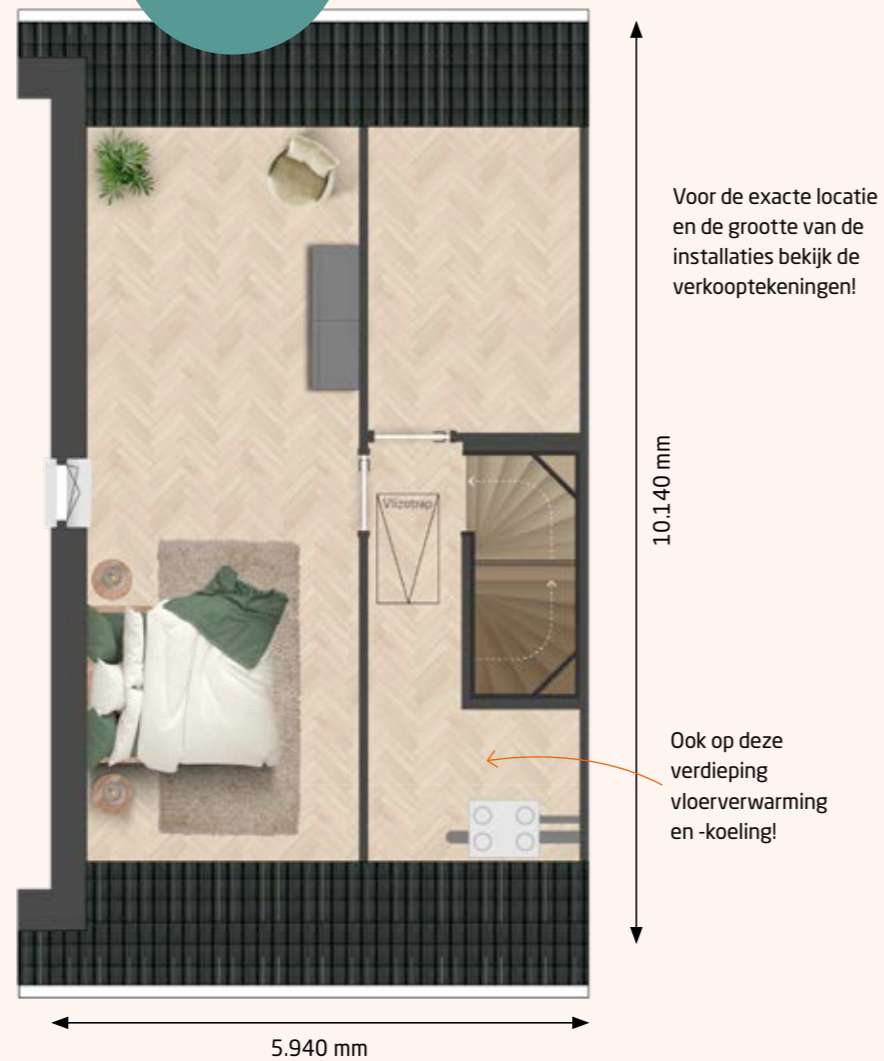 Voor de exacte locatie
en de grootte van de
installaties bekijk de
verkooptekeningen!
10.140 mm
Vlizotrap
Ook op deze
verdieping
vloerverwarming
en -koeling!
5.940 mm